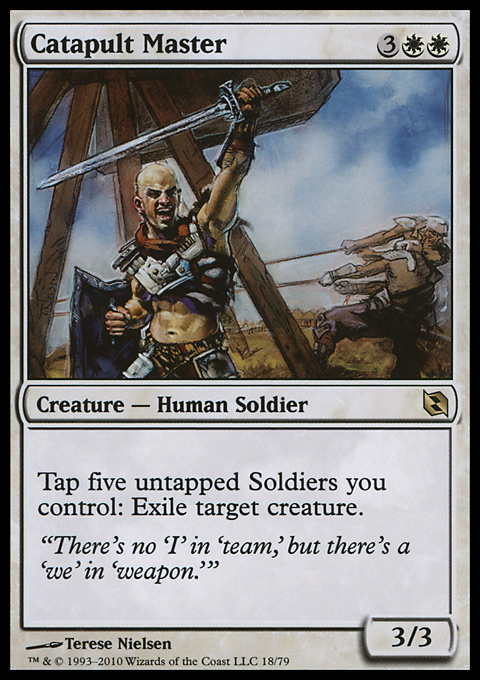 Catapult Master 3
Creature — Human Soldier
Tap five untapped Soldiers you
control: Exile target creature.
“There’s no ‘I’ in ‘team,’ but there’s a
‘we’ in ‘weapon.’”
3/3
Terese Nielsen
™ & © 1993–2010 Wizards of the Coast LLC 18/79